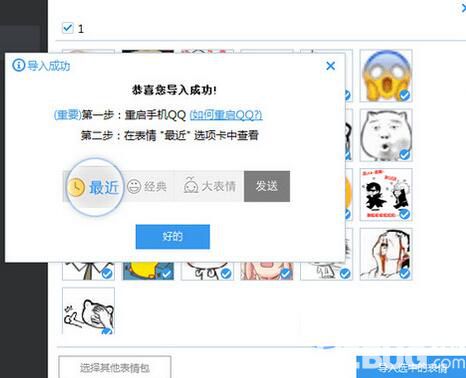 1
导入成功
恭喜您导入成功!
(重要)第一步：重启手机QQ (如何重启QQ?)
第二步：在表情 "最近" 选项卡中查看
最近 经典 大表情 发送
好的
选择其他表情包 导入选中的表情